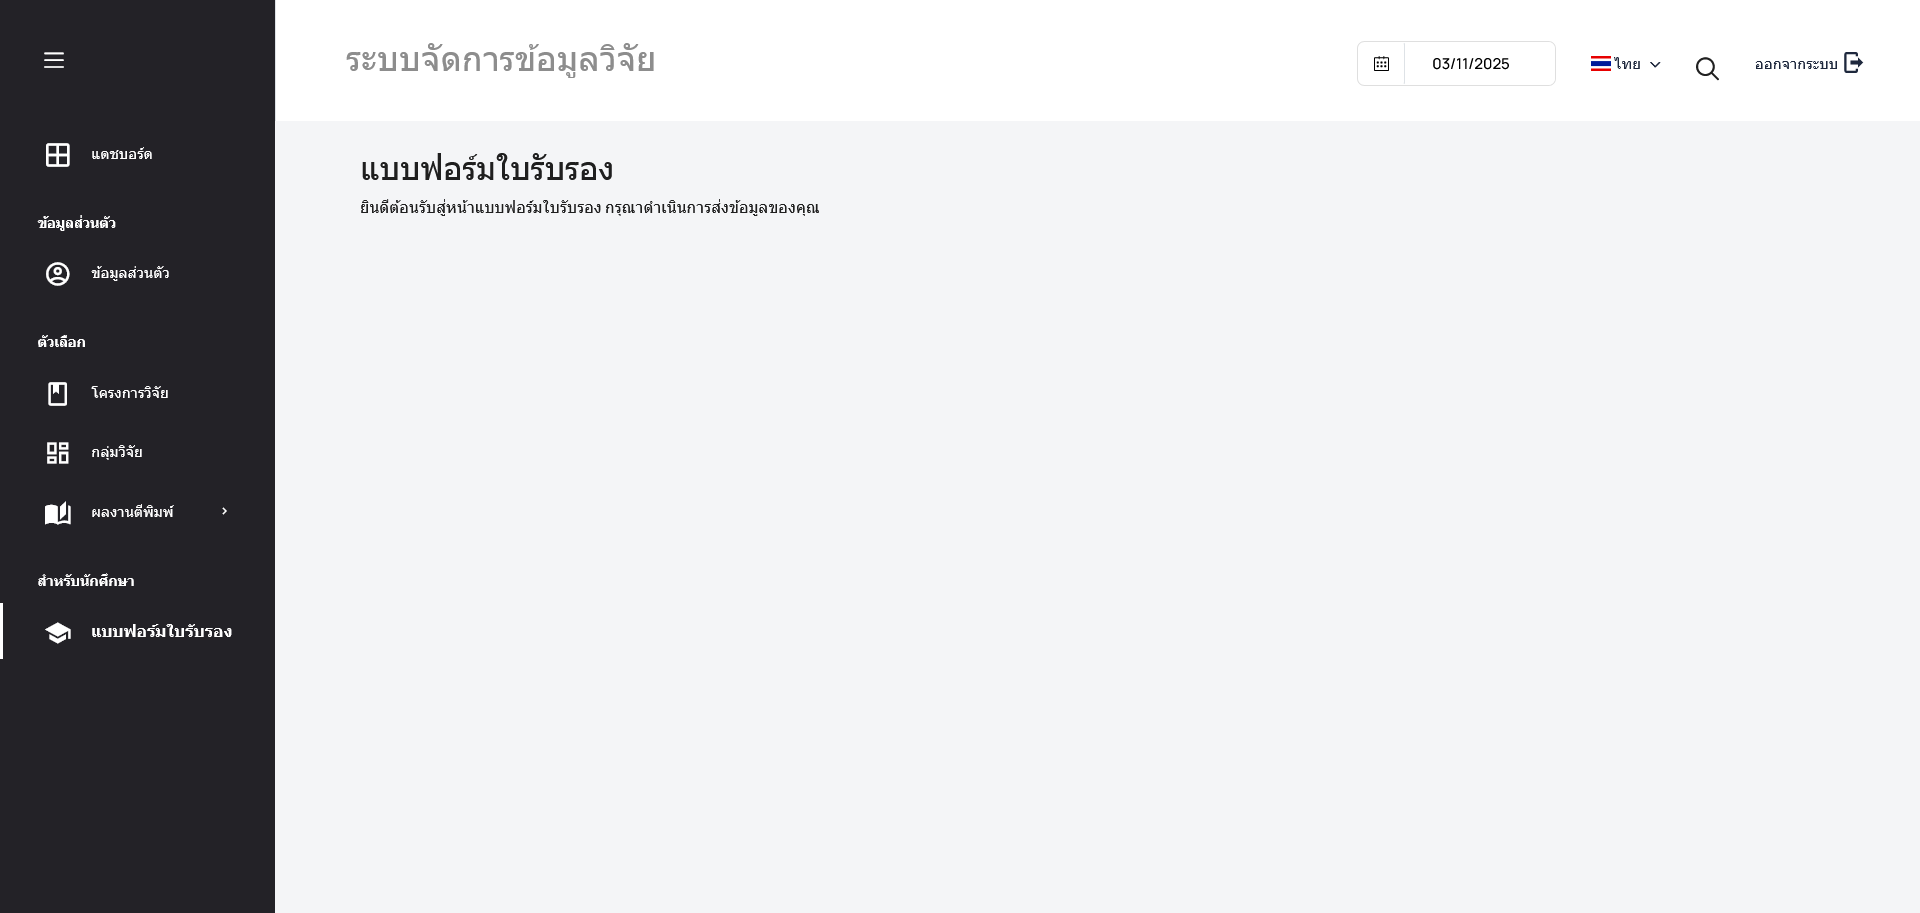 ระบบจัดการข้อมูลวิจัย
03/11/2025
ไทย
ออกจากระบบ
แดชบอร์ด
ข้อมูลส่วนตัว
ข้อมูลส่วนตัว
ตัวเลือก
โครงการวิจัย
กลุ่มวิจัย
ผลงานตีพิมพ์
สำหรับนักศึกษา
แบบฟอร์มใบรับรอง
แบบฟอร์มใบรับรอง
ยินดีต้อนรับสู่หน้าแบบฟอร์มใบรับรอง กรุณาดำเนินการส่งข้อมูลของคุณ